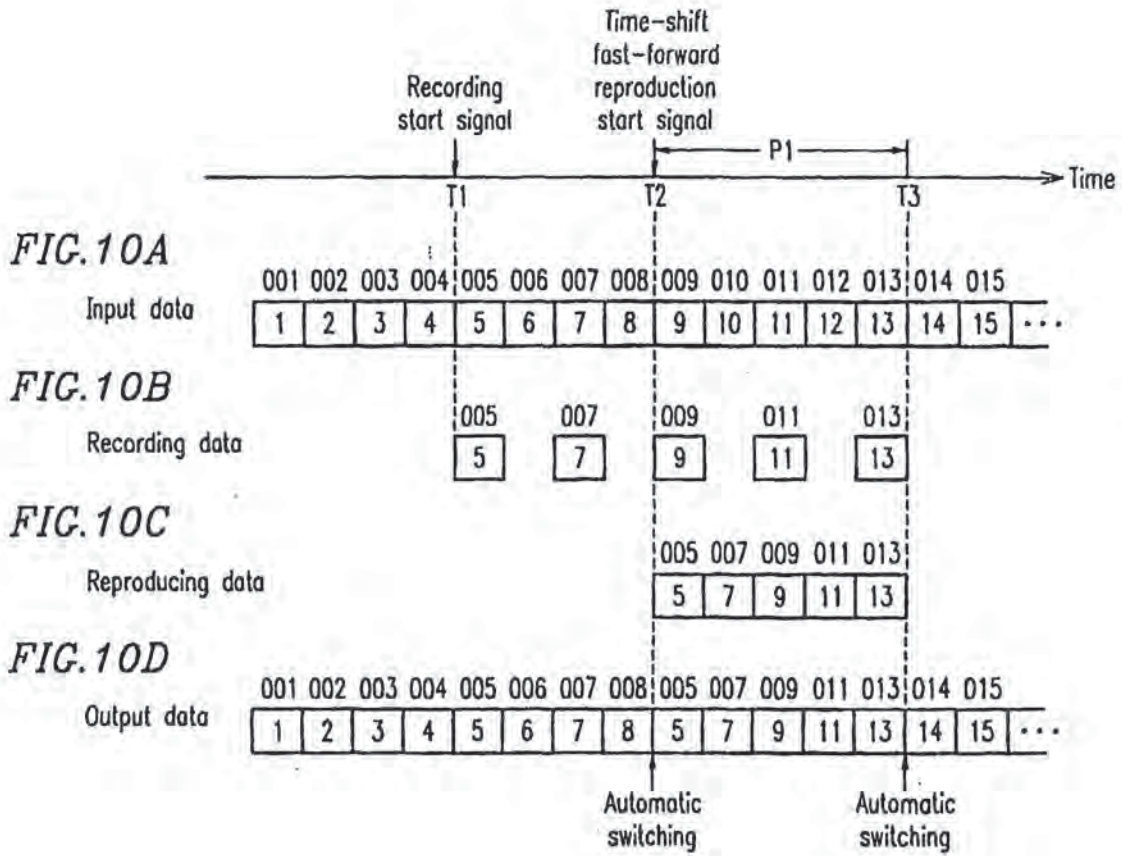 Time-shift
fast-forward
reproduction
start signal
Recording
start signal
P1
Time
T1 T2 T3
FIG.10A
001 002 003 004 005 006 007 008 009 010 011 012 013 014 015
Input data
1 2 3 4 5 6 7 8 9 10 11 12 13 14 15 ···
FIG.10B
005 007 009 011 013
Recording data
5 7 9 11 13
FIG.10C
005 007 009 011 013
Reproducing data
5 7 9 11 13
FIG.10D
001 002 003 004 005 006 007 008 005 007 009 011 013 014 015
Output data
1 2 3 4 5 6 7 8 5 7 9 11 13 14 15 ···
Automatic
switching
Automatic
switching